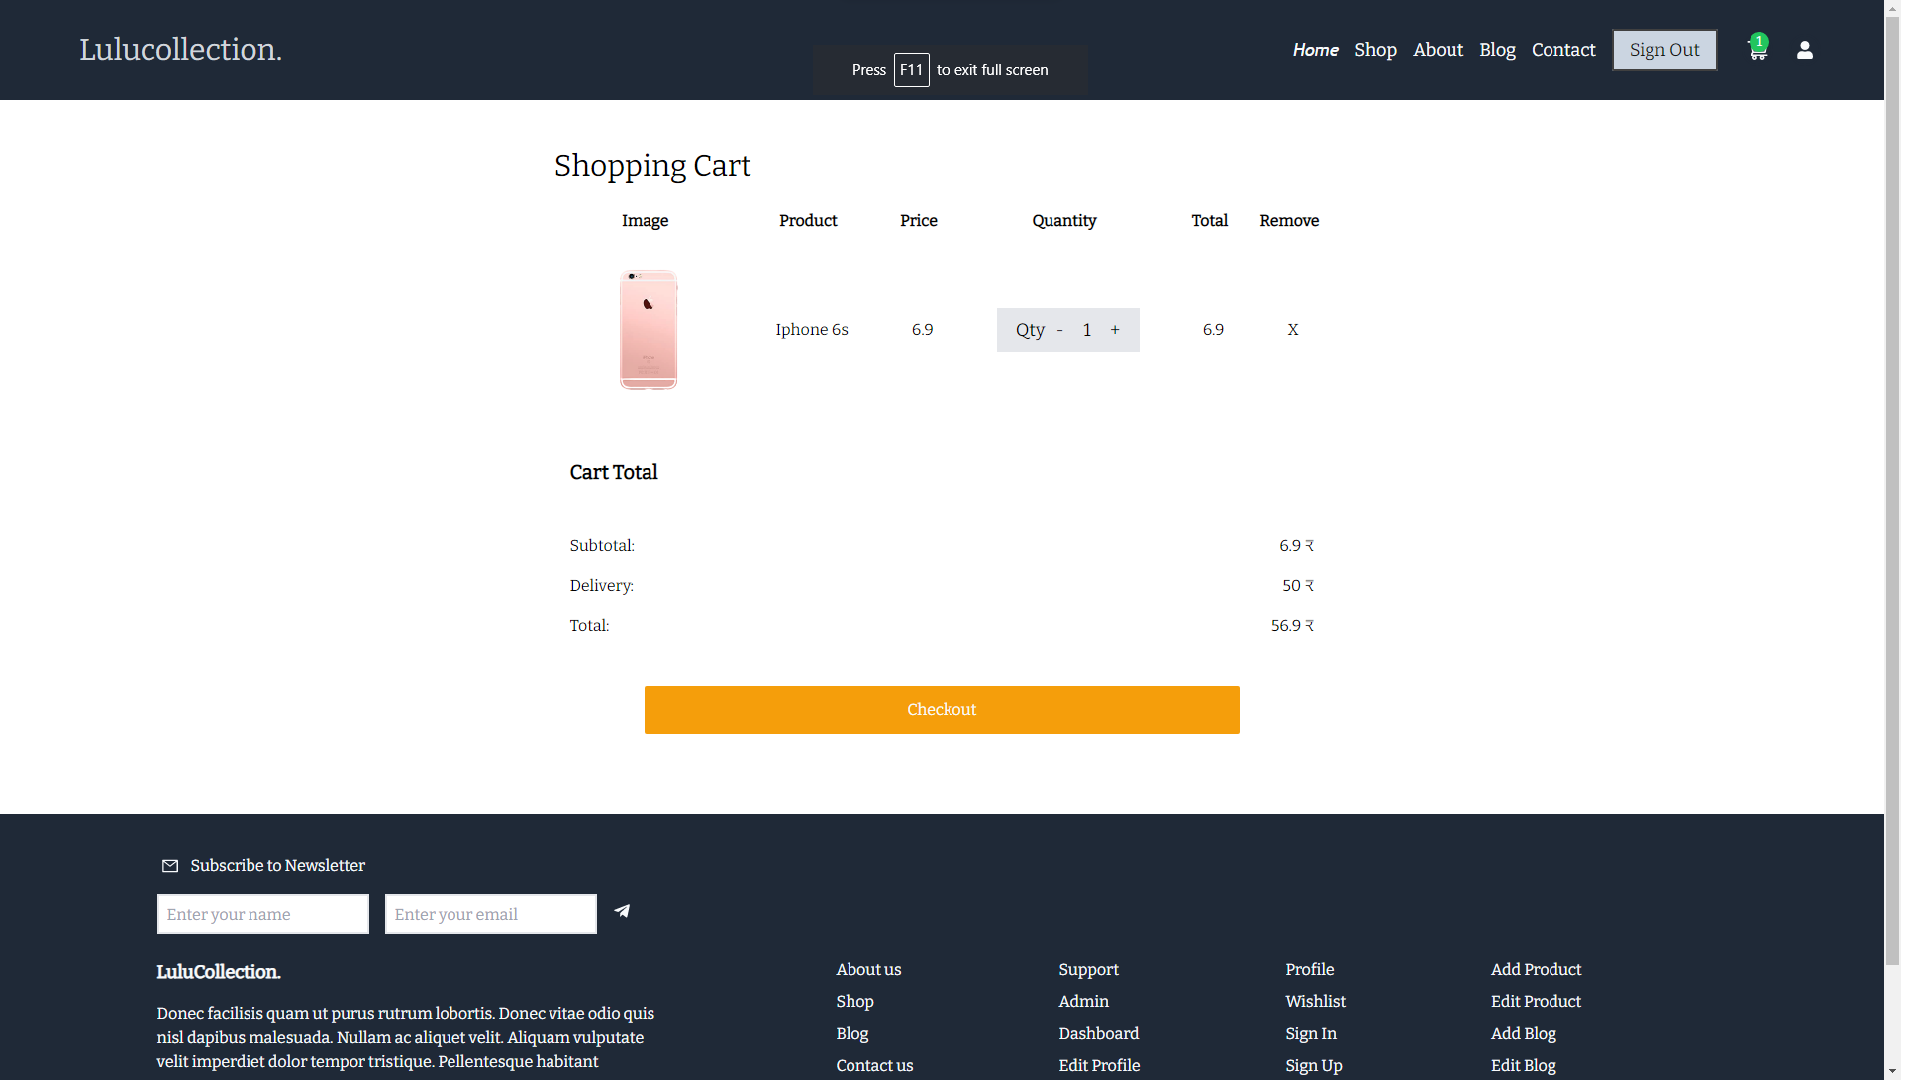 Lulucollection.
Home Shop About Blog Contact Sign Out 1
Press F11 to exit full screen
Shopping Cart
Image Product Price Quantity Total Remove
Iphone 6s 6.9 Qty - 1 + 6.9 X
Cart Total
Subtotal: 6.9 र
Delivery: 50 र
Total: 56.9 र
Checkout
Subscribe to Newsletter
Enter your name Enter your email
LuluCollection.
Donec facilisis quam ut purus rutrum lobortis. Donec vitae odio quis
nisl dapibus malesuada. Nullam ac aliquet velit. Aliquam vulputate
velit imperdiet dolor tempor tristique. Pellentesque habitant
About us
Shop
Blog
Contact us
Support
Admin
Dashboard
Edit Profile
Profile
Wishlist
Sign In
Sign Up
Add Product
Edit Product
Add Blog
Edit Blog